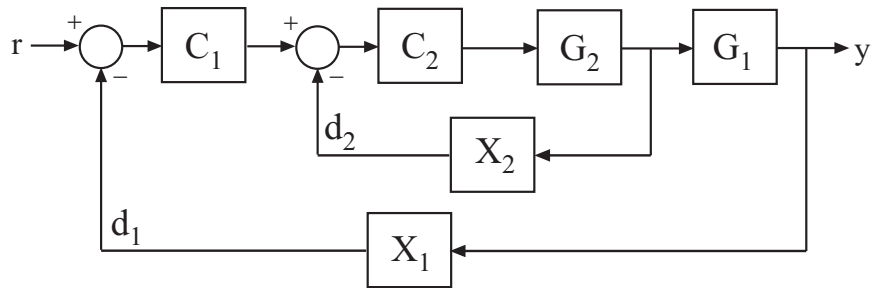 r + − C₁ + − C₂ G₂ G₁ y
d₂ X₂
d₁ X₁